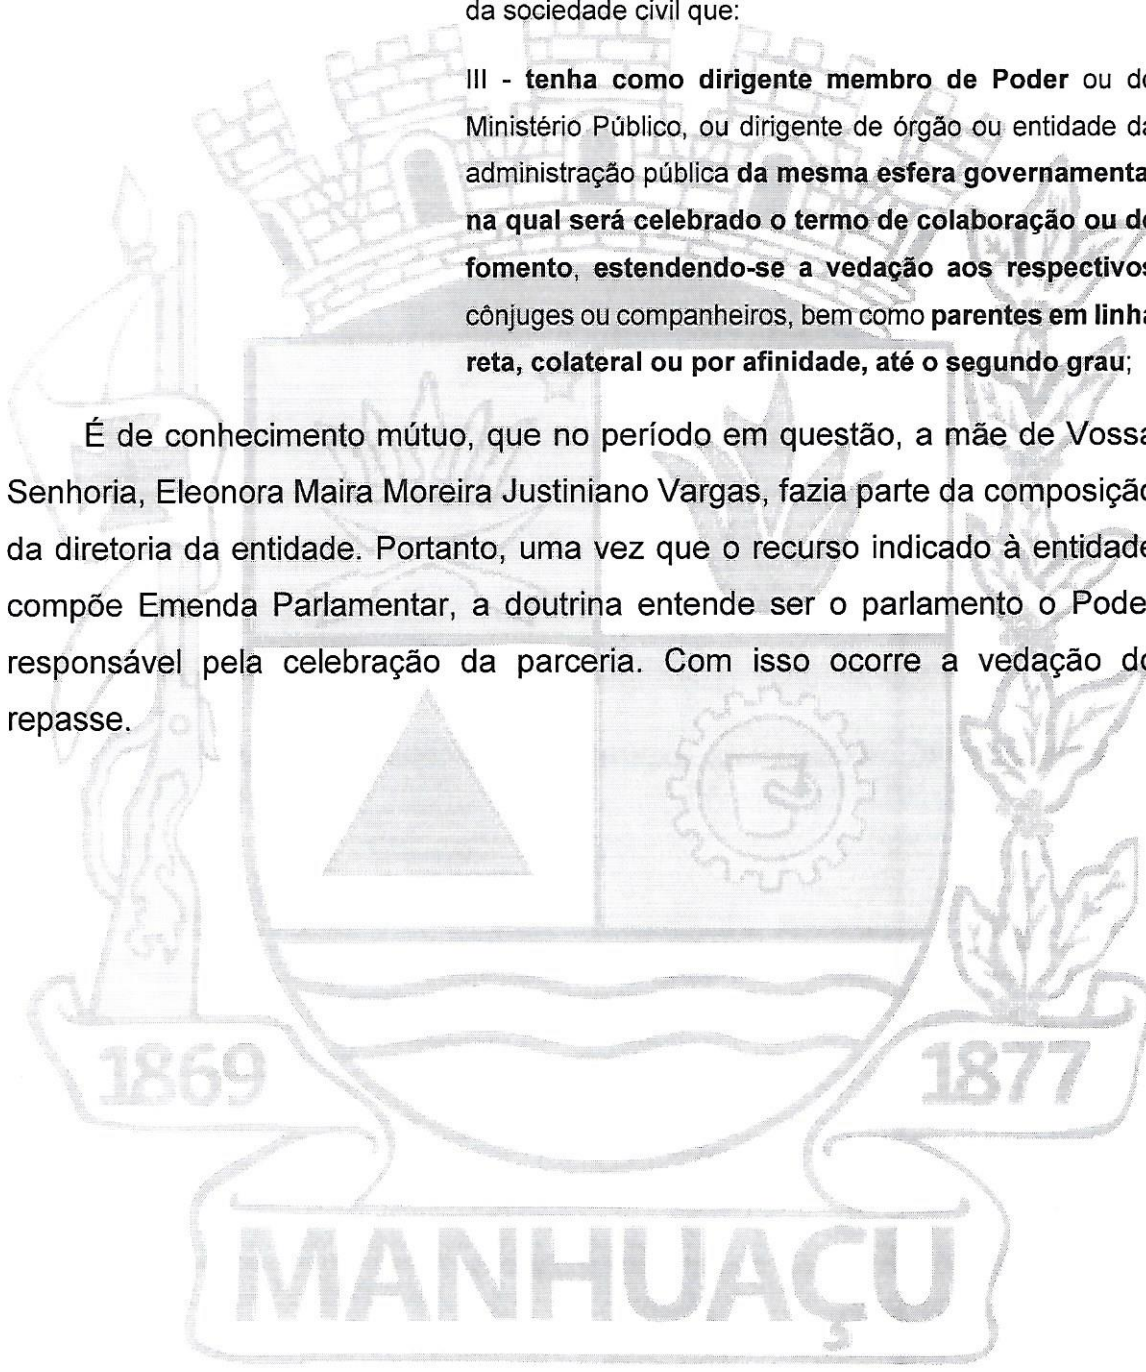 da sociedade civil que:
III - tenha como dirigente membro de Poder ou do
Ministério Público, ou dirigente de órgão ou entidade da
administração pública da mesma esfera governamental
na qual será celebrado o termo de colaboração ou de
fomento, estendendo-se a vedação aos respectivos
cônjuges ou companheiros, bem como parentes em linha
reta, colateral ou por afinidade, até o segundo grau;
É de conhecimento mútuo, que no período em questão, a mãe de Vossa
Senhoria, Eleonora Maira Moreira Justiniano Vargas, fazia parte da composição
da diretoria da entidade. Portanto, uma vez que o recurso indicado à entidade
compõe Emenda Parlamentar, a doutrina entende ser o parlamento o Poder
responsável pela celebração da parceria. Com isso ocorre a vedação do
repasse.
1869
1877
MANHUAÇU